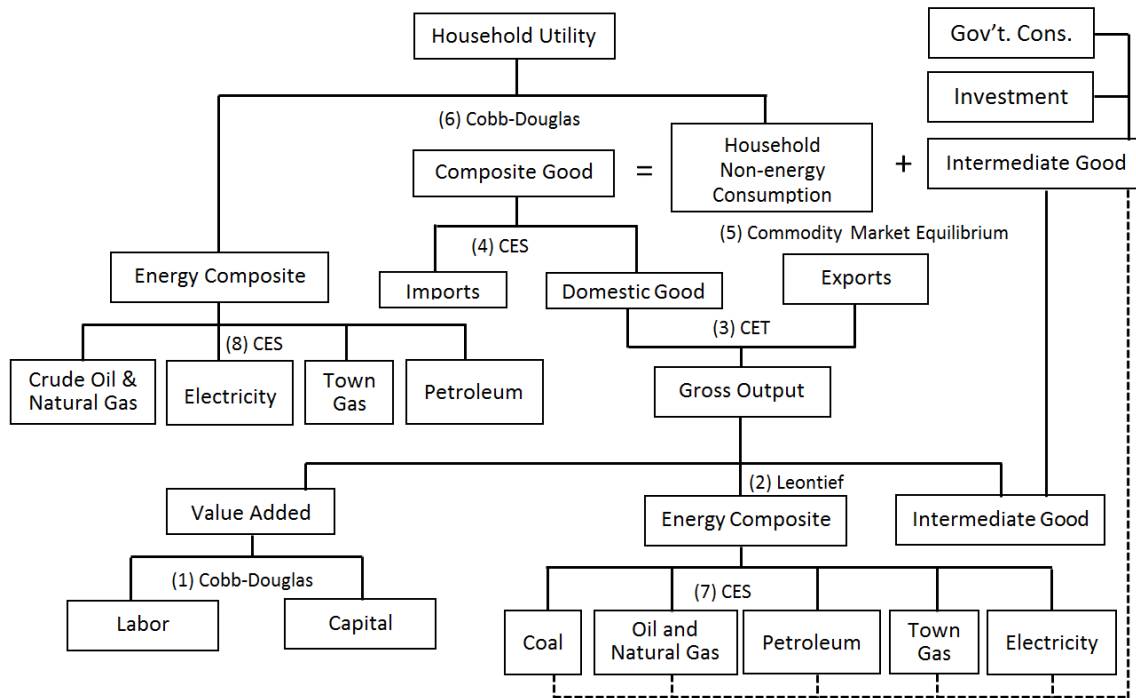 Household Utility
Gov't. Cons.
Investment
(6) Cobb-Douglas
Composite Good
=
Household
Non-energy
Consumption
+
Intermediate Good
(5) Commodity Market Equilibrium
(4) CES
Energy Composite
Imports
Domestic Good
Exports
(3) CET
(8) CES
Crude Oil &
Natural Gas
Electricity
Town
Gas
Petroleum
Gross Output
(2) Leontief
Value Added
Energy Composite
Intermediate Good
(1) Cobb-Douglas
Labor
Capital
(7) CES
Coal
Oil and
Natural Gas
Petroleum
Town
Gas
Electricity